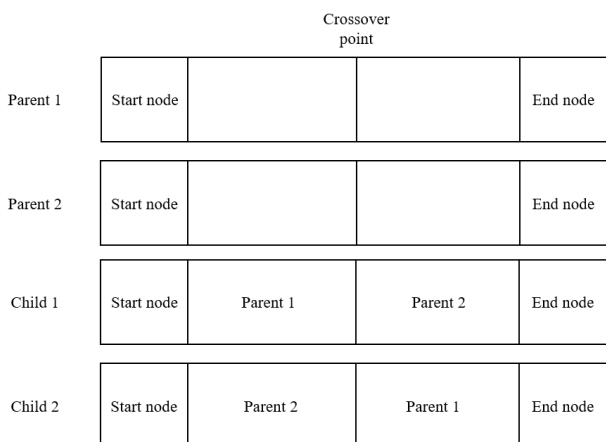 Crossover
point
Parent 1
Start node
End node
Parent 2
Start node
End node
Child 1
Start node
Parent 1
Parent 2
End node
Child 2
Start node
Parent 2
Parent 1
End node